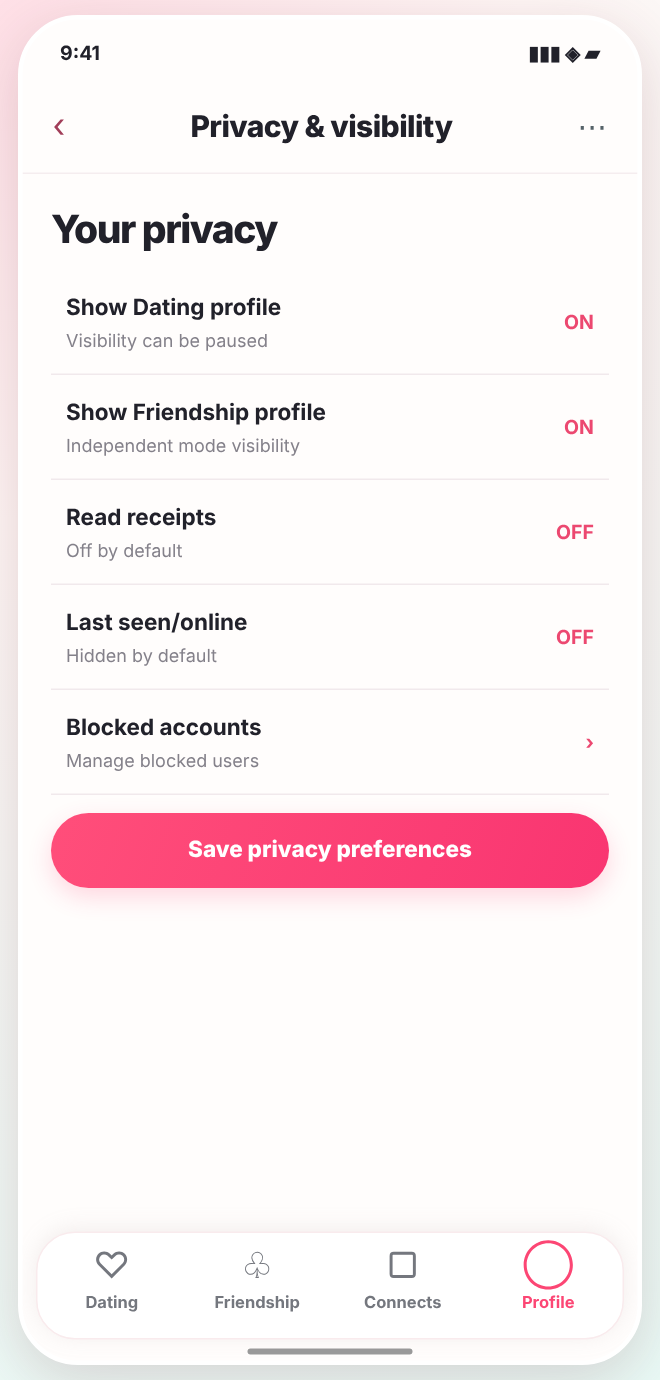 9:41
Privacy & visibility
Your privacy
Show Dating profile
Visibility can be paused
ON
Show Friendship profile
Independent mode visibility
ON
Read receipts
Off by default
OFF
Last seen/online
Hidden by default
OFF
Blocked accounts
Manage blocked users
Save privacy preferences
Dating
Friendship
Connects
Profile